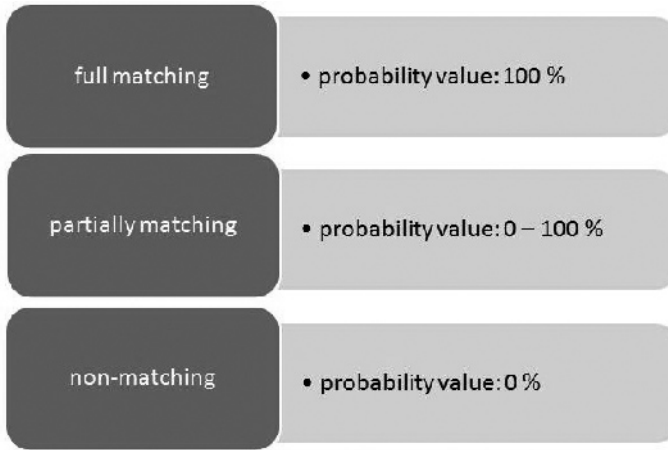 full matching
• probability value: 100 %
partially matching
• probability value: 0 – 100 %
non-matching
• probability value: 0 %